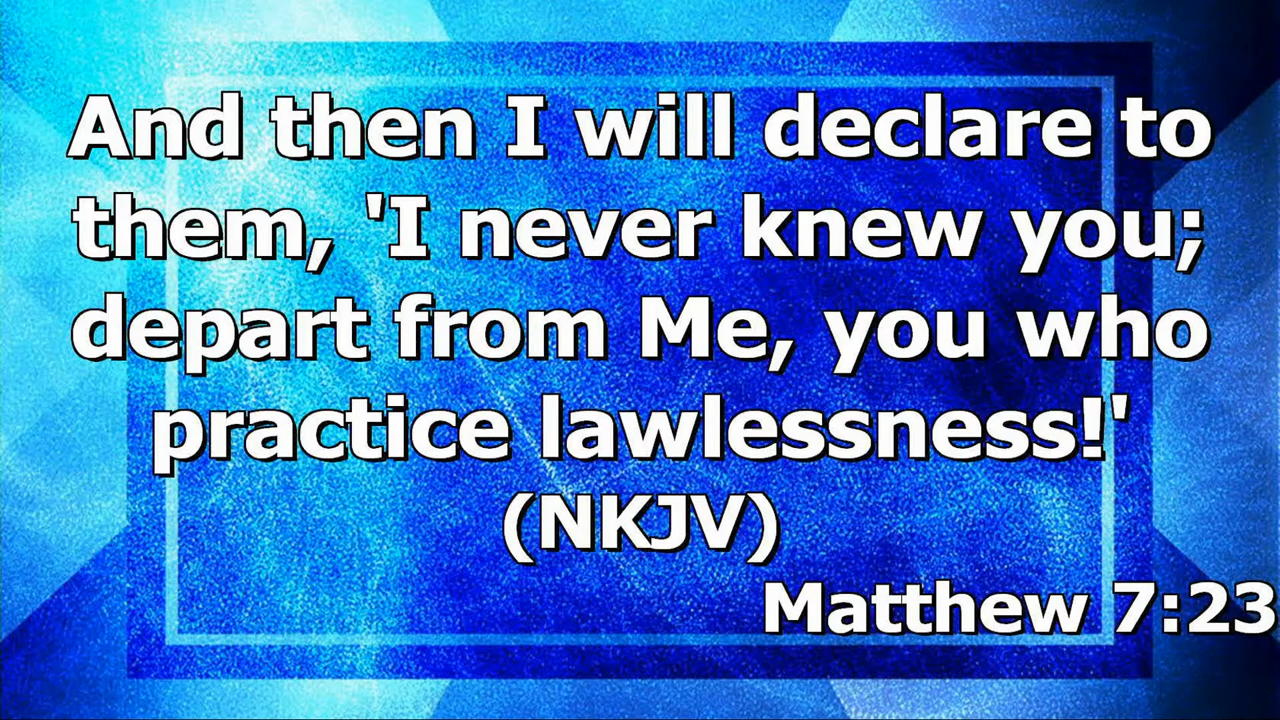 And then I will declare to
them, 'I never knew you;
depart from Me, you who
practice lawlessness!'
(NKJV)
Matthew 7:23